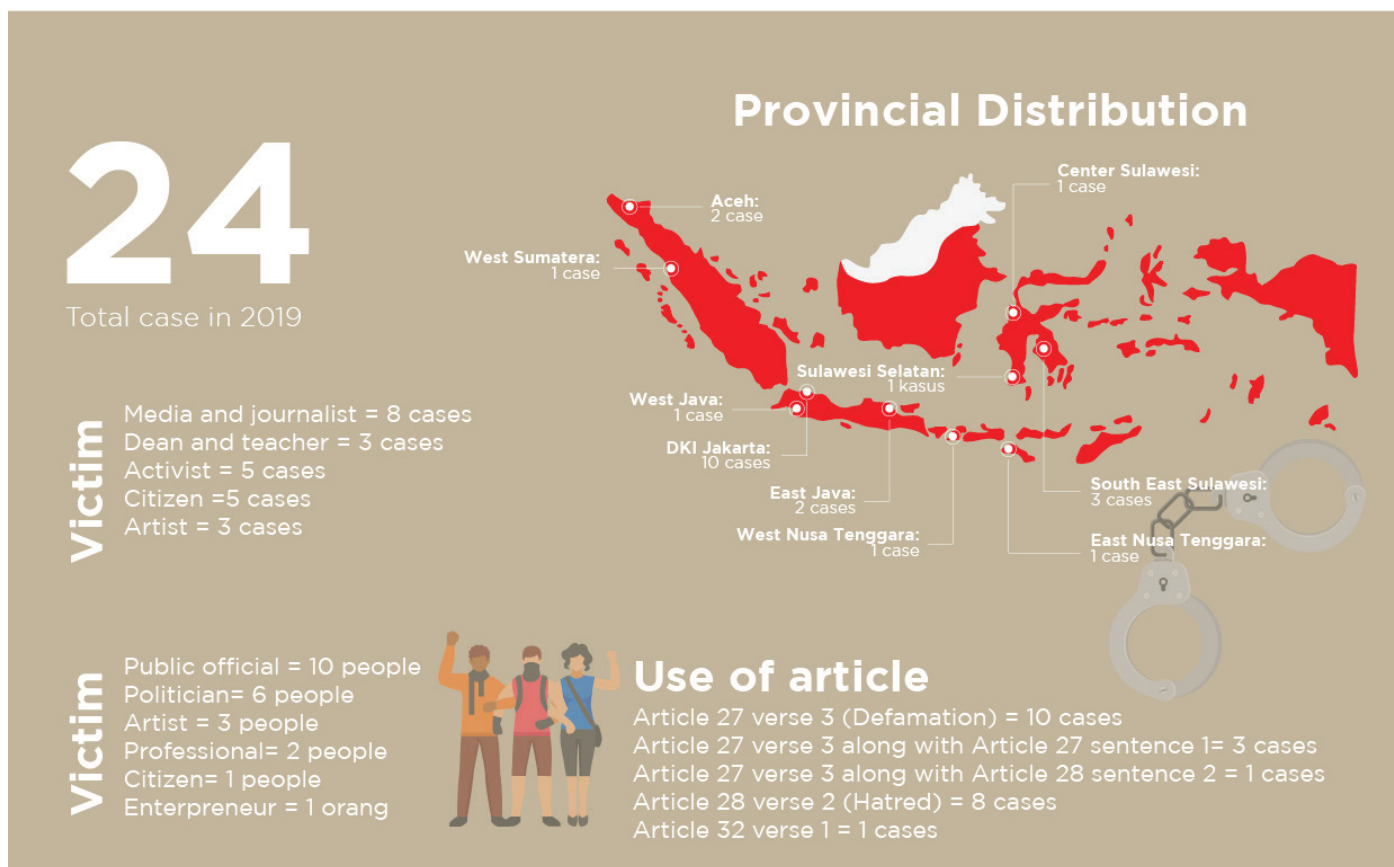 24
Total case in 2019
Provincial Distribution
Center Sulawesi:
1 case
Aceh:
2 case
West Sumatera:
1 case
Sulawesi Selatan:
1 kasus
West Java:
1 case
DKI Jakarta:
10 cases
East Java:
2 cases
West Nusa Tenggara:
1 case
South East Sulawesi:
3 cases
East Nusa Tenggara:
1 case
Victim
Media and journalist = 8 cases
Dean and teacher = 3 cases
Activist = 5 cases
Citizen =5 cases
Artist = 3 cases
Victim
Public official = 10 people
Politician= 6 people
Artist = 3 people
Professional= 2 people
Citizen= 1 people
Enterpreneur = 1 orang
Use of article
Article 27 verse 3 (Defamation) = 10 cases
Article 27 verse 3 along with Article 27 sentence 1= 3 cases
Article 27 verse 3 along with Article 28 sentence 2 = 1 cases
Article 28 verse 2 (Hatred) = 8 cases
Article 32 verse 1 = 1 cases